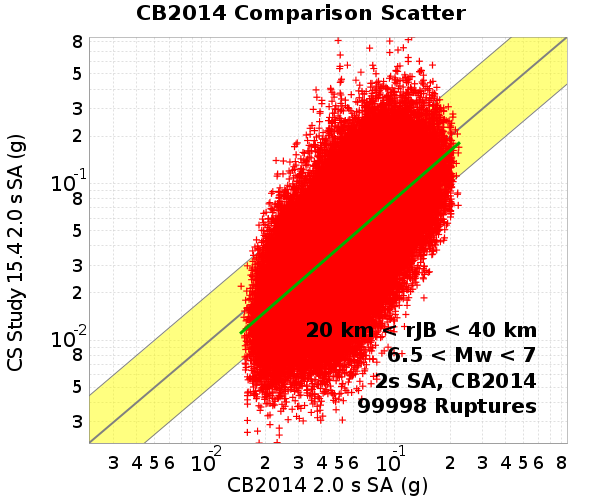 CB2014 Comparison Scatter
CS Study 15.4 2.0 s SA (g)
8
5
3
2
10⁻¹
8
5
3
2
10⁻²
8
5
3
20 km < rJB < 40 km
6.5 < Mw < 7
2s SA, CB2014
99998 Ruptures
3 4 5 6 10⁻² 2 3 4 5 6 10⁻¹ 2 3 4 5 6 8
CB2014 2.0 s SA (g)